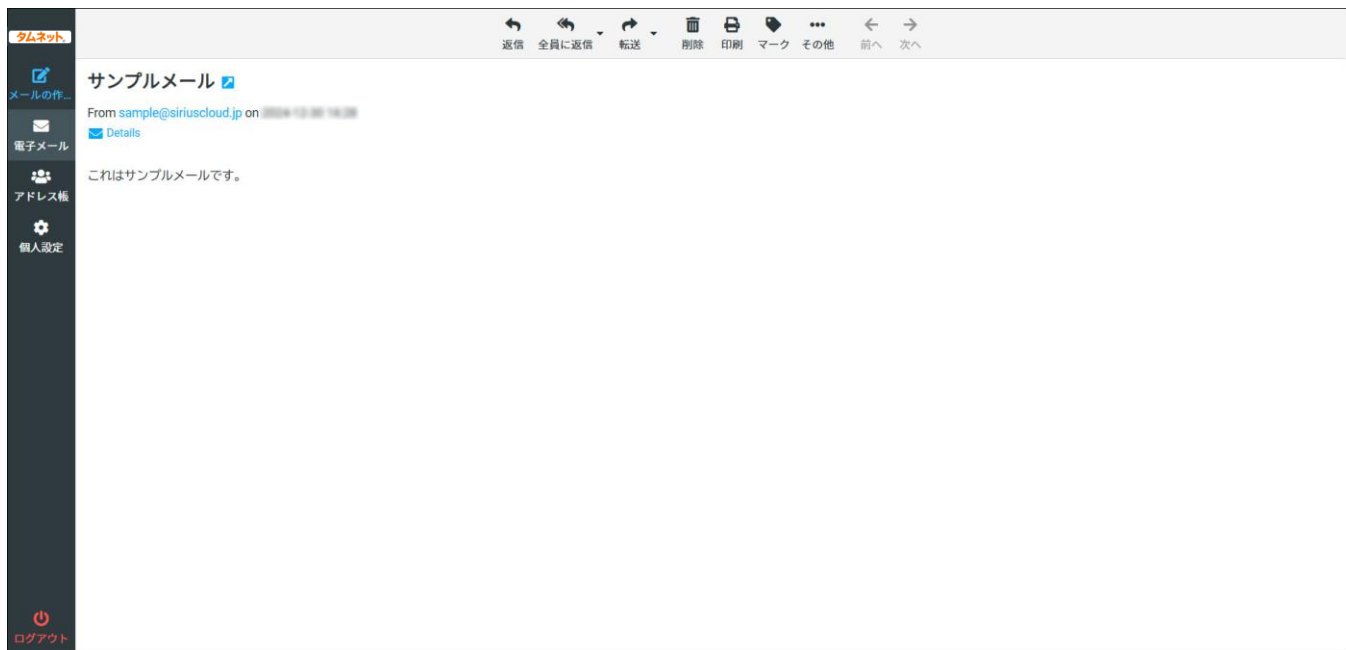 タムネット.
メールの作...
電子メール
アドレス帳
個人設定
ログアウト
返信 全員に返信 転送 削除 印刷 マーク その他 前へ 次へ
サンプルメール
From sample@siriuscloud.jp on
Details
これはサンプルメールです。